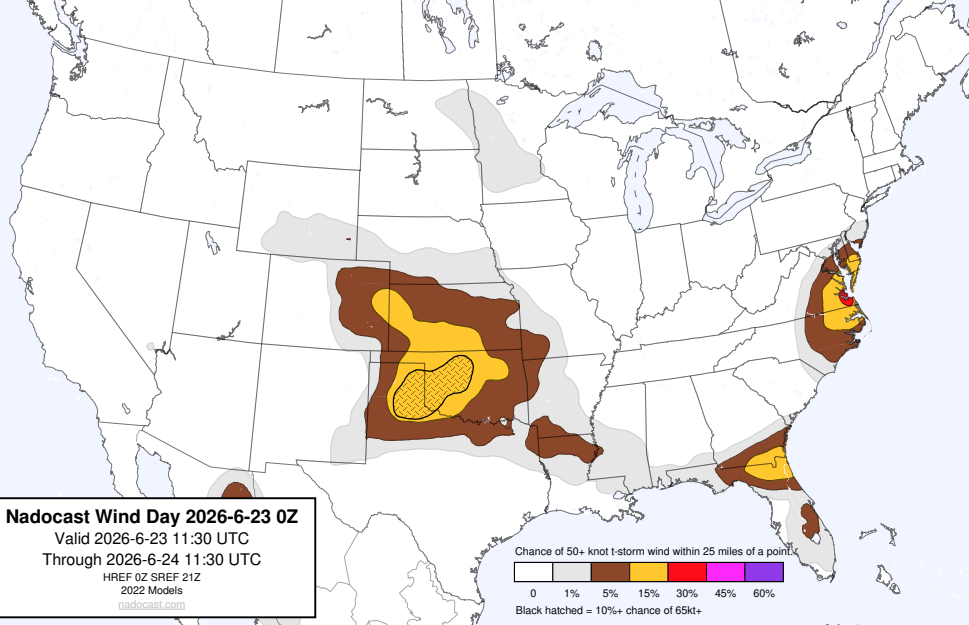 Nadocast Wind Day 2026-6-23 0Z
Valid 2026-6-23 11:30 UTC
Through 2026-6-24 11:30 UTC
HREF 0Z SREF 21Z
2022 Models
nadocast.com
Chance of 50+ knot t-storm wind within 25 miles of a point.
0 1% 5% 15% 30% 45% 60%
Black hatched = 10%+ chance of 65kt+